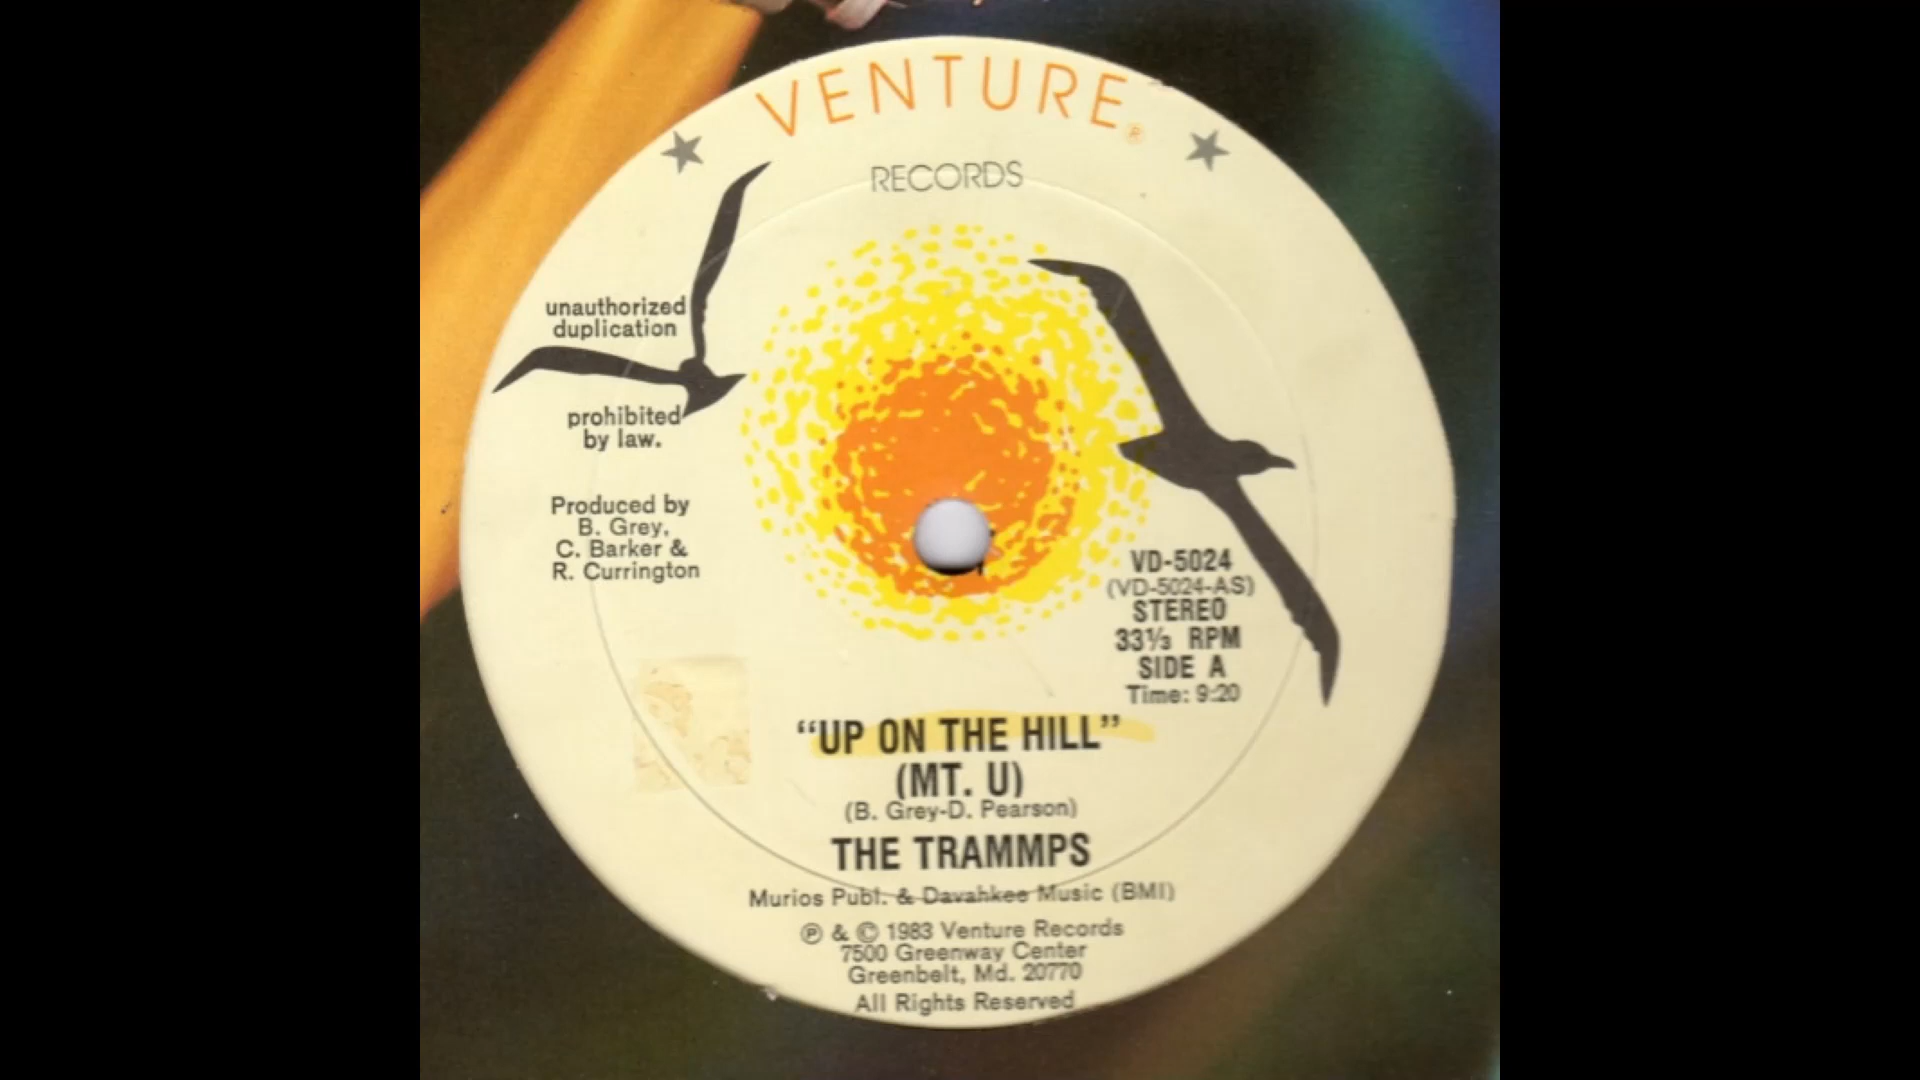 VENTURE®
RECORDS
unauthorized
duplication
prohibited
by law.
Produced by
B. Grey,
C. Barker &
R. Currington
VD-5024
(VD-5024-AS)
STEREO
33⅓ RPM
SIDE A
Time: 9:20
“UP ON THE HILL”
(MT. U)
(B. Grey-D. Pearson)
THE TRAMMPS
Murios Publ. & Davahkee Music (BMI)
℗ & © 1983 Venture Records
7500 Greenway Center
Greenbelt, Md. 20770
All Rights Reserved